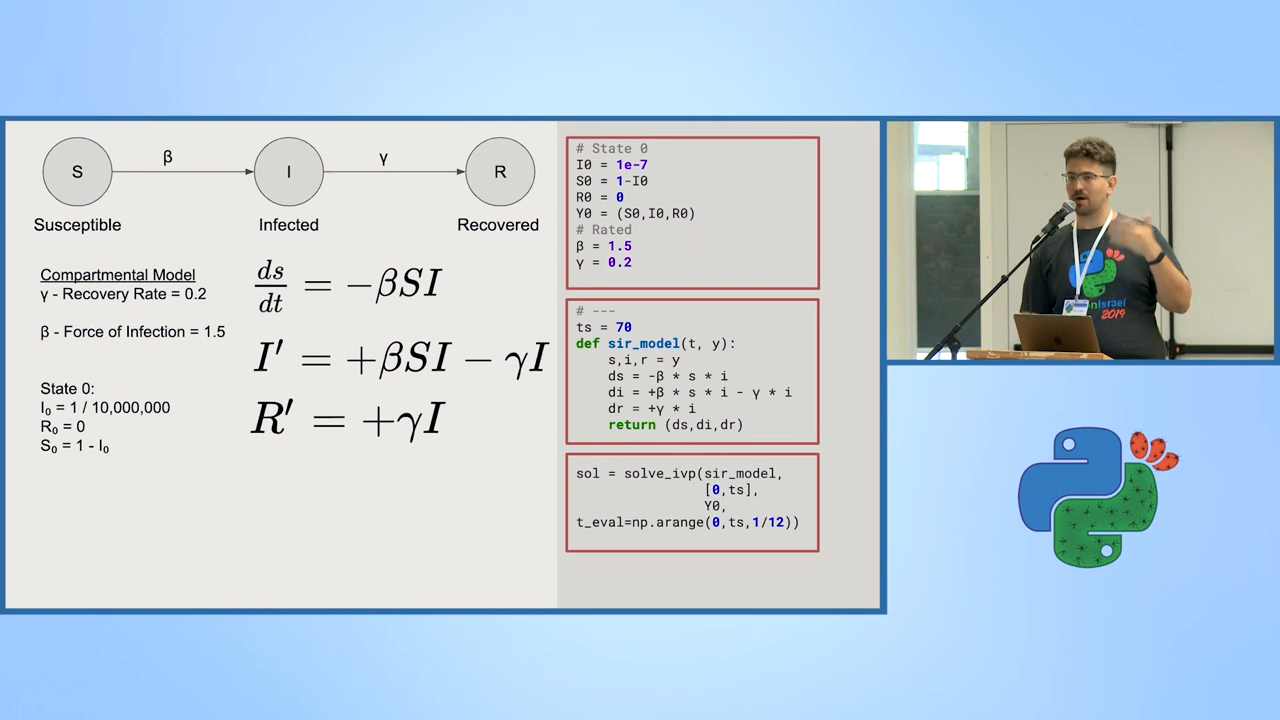 S
β
I
γ
R
Susceptible
Infected
Recovered
Compartmental Model
γ - Recovery Rate = 0.2
β - Force of Infection = 1.5
State 0:
I₀ = 1 / 10,000,000
R₀ = 0
S₀ = 1 - I₀
ds/dt = −βSI
I′ = +βSI − γI
R′ = +γI
# State 0
I0 = 1e-7
S0 = 1-I0
R0 = 0
Y0 = (S0,I0,R0)
# Rated
β = 1.5
γ = 0.2
# ---
ts = 70
def sir_model(t, y):
    s,i,r = y
    ds = -β * s * i
    di = +β * s * i - γ * i
    dr = +γ * i
    return (ds,di,dr)
sol = solve_ivp(sir_model,
                [0,ts],
                Y0,
t_eval=np.arange(0,ts,1/12))
nIsrael
2019